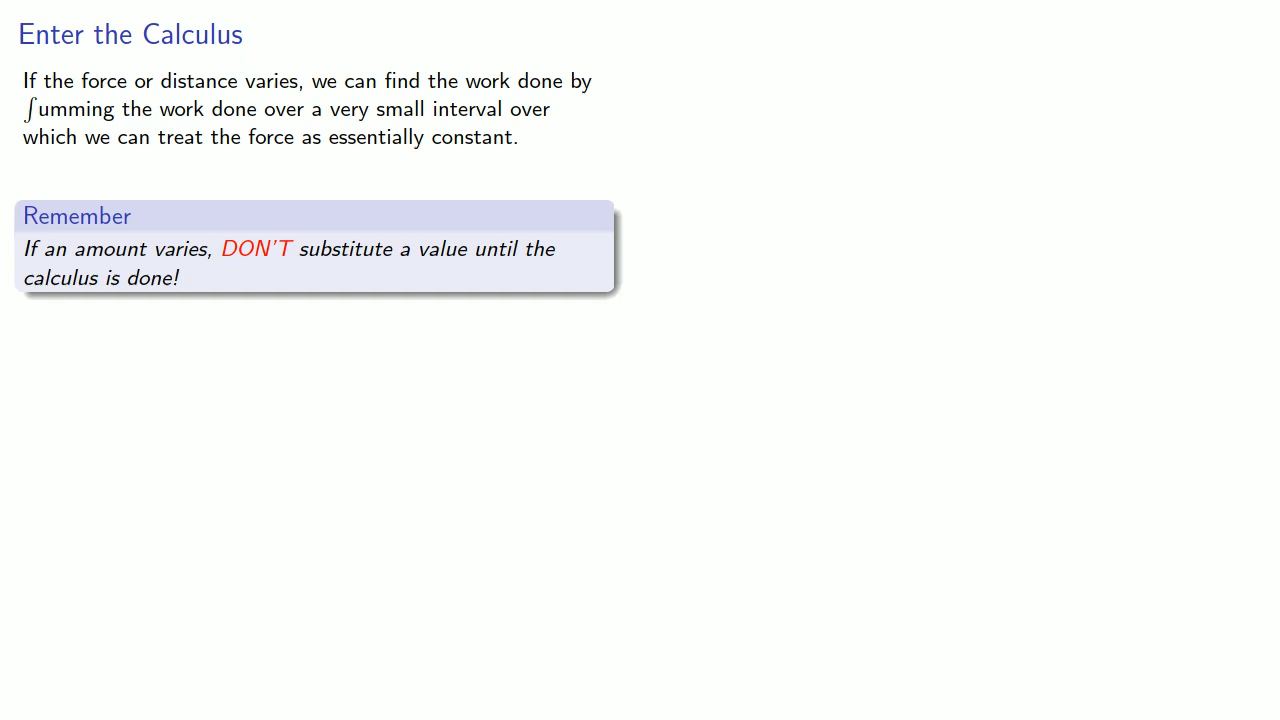 Enter the Calculus
If the force or distance varies, we can find the work done by
∫umming the work done over a very small interval over
which we can treat the force as essentially constant.
Remember
If an amount varies, DON'T substitute a value until the
calculus is done!